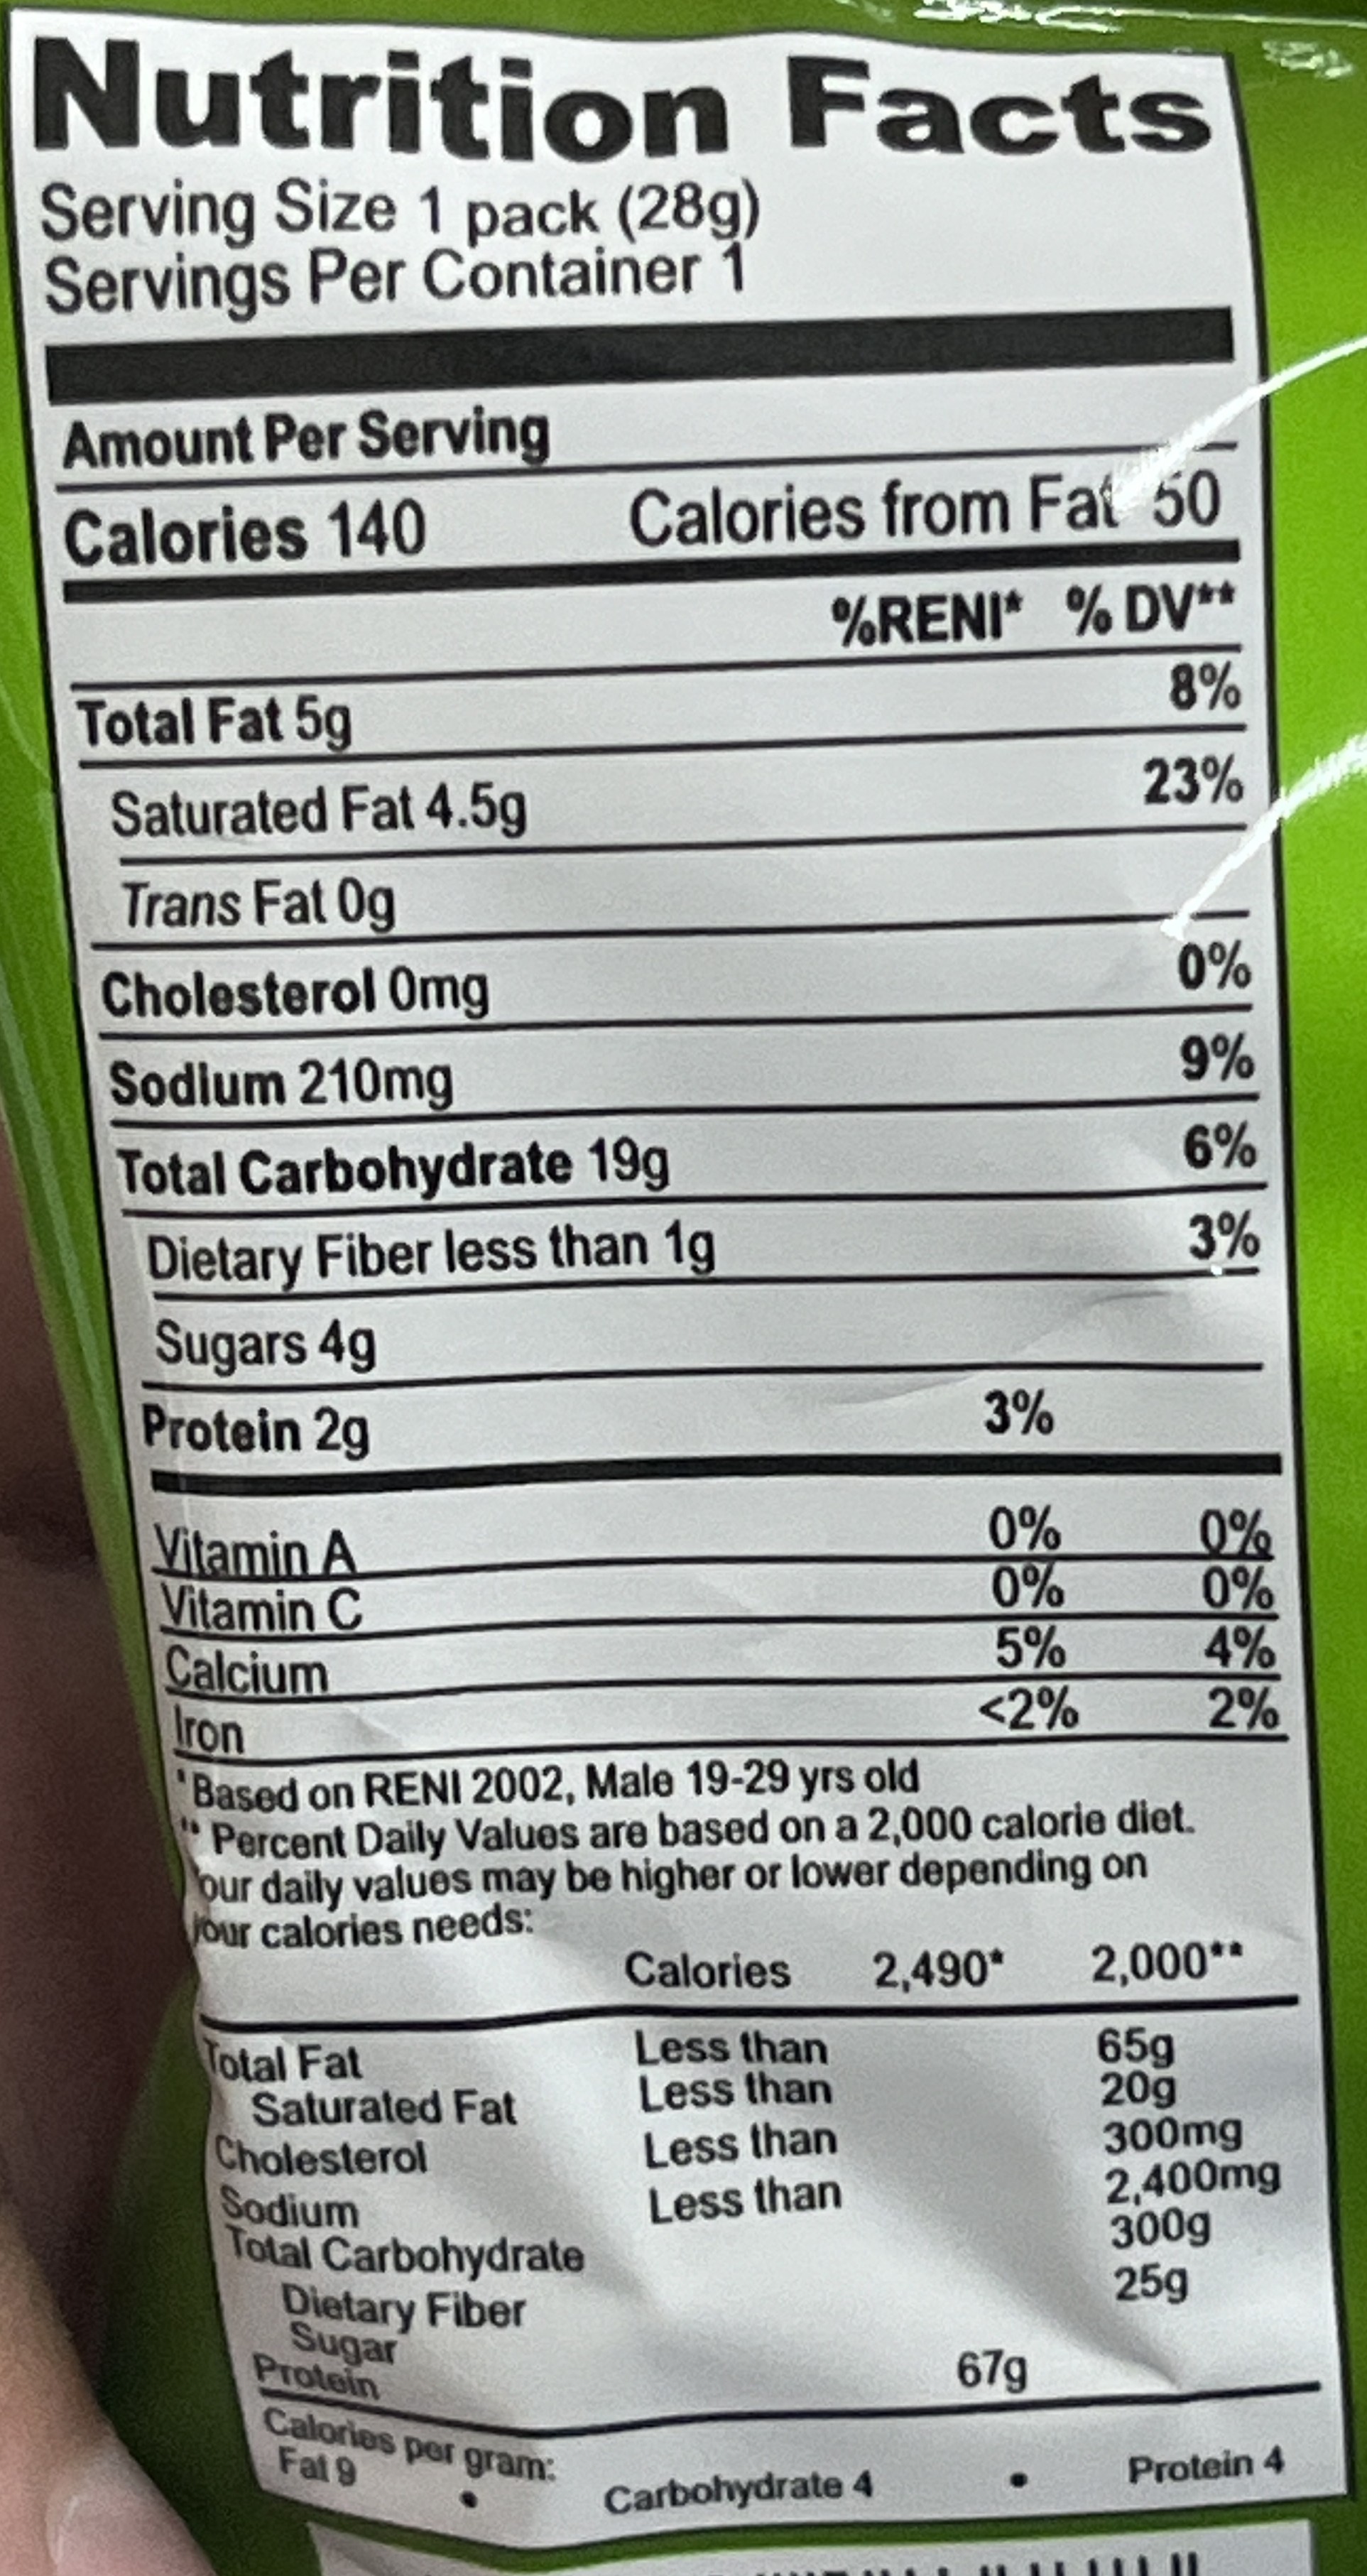 Nutrition Facts
Serving Size 1 pack (28g)
Servings Per Container 1
Amount Per Serving
Calories 140 Calories from Fat 50
%RENI* % DV**
Total Fat 5g 8%
Saturated Fat 4.5g 23%
Trans Fat 0g
Cholesterol 0mg 0%
Sodium 210mg 9%
Total Carbohydrate 19g 6%
Dietary Fiber less than 1g 3%
Sugars 4g
Protein 2g 3%
Vitamin A 0% 0%
Vitamin C 0% 0%
Calcium 5% 4%
Iron <2% 2%
*Based on RENI 2002, Male 19-29 yrs old
** Percent Daily Values are based on a 2,000 calorie diet.
our daily values may be higher or lower depending on
your calories needs:
Calories 2,490* 2,000**
Total Fat Less than 65g
Saturated Fat Less than 20g
Cholesterol Less than 300mg
Sodium Less than 2,400mg
Total Carbohydrate 300g
Dietary Fiber 25g
Sugar
Protein 67g
Calories per gram:
Fat 9 • Carbohydrate 4 • Protein 4